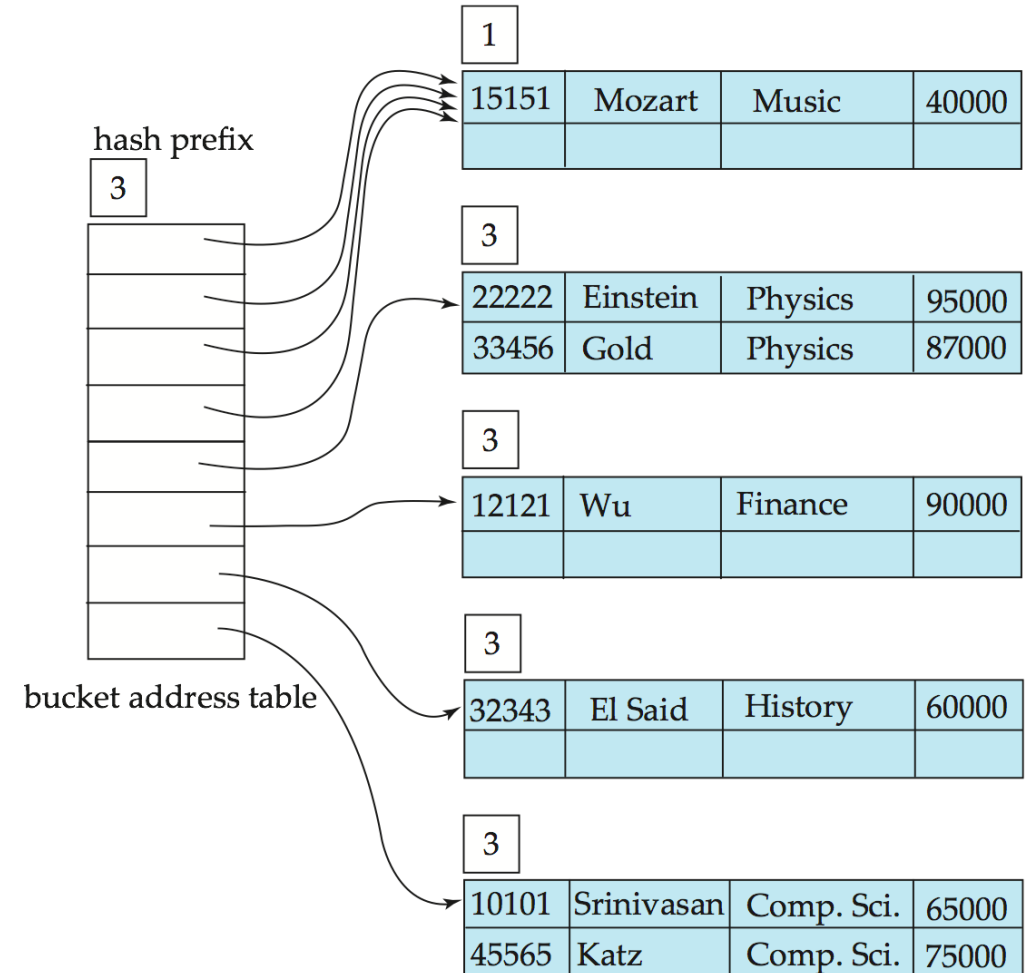 hash prefix
3
bucket address table
1
15151 Mozart Music 40000
3
22222 Einstein Physics 95000
33456 Gold Physics 87000
3
12121 Wu Finance 90000
3
32343 El Said History 60000
3
10101 Srinivasan Comp. Sci. 65000
45565 Katz Comp. Sci. 75000